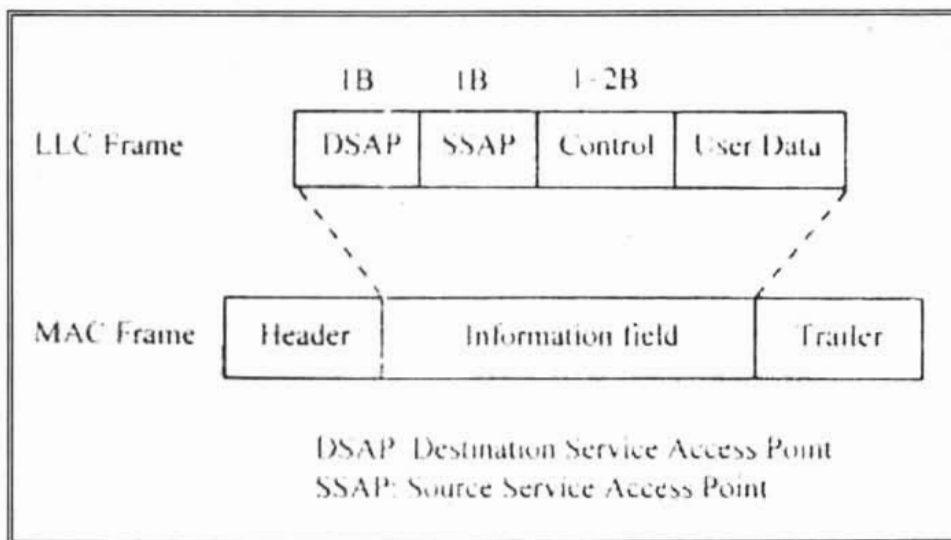 1B 1B 1-2B
LLC Frame DSAP SSAP Control User Data
MAC Frame Header Information field Trailer
DSAP: Destination Service Access Point
SSAP: Source Service Access Point